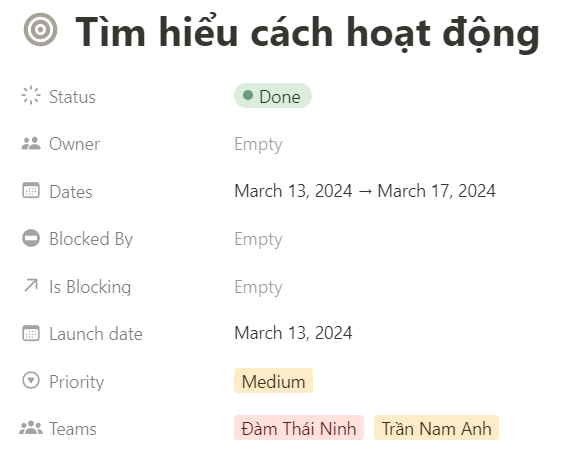 Tìm hiểu cách hoạt động
Status Done
Owner Empty
Dates March 13, 2024 → March 17, 2024
Blocked By Empty
Is Blocking Empty
Launch date March 13, 2024
Priority Medium
Teams Đàm Thái Ninh Trần Nam Anh